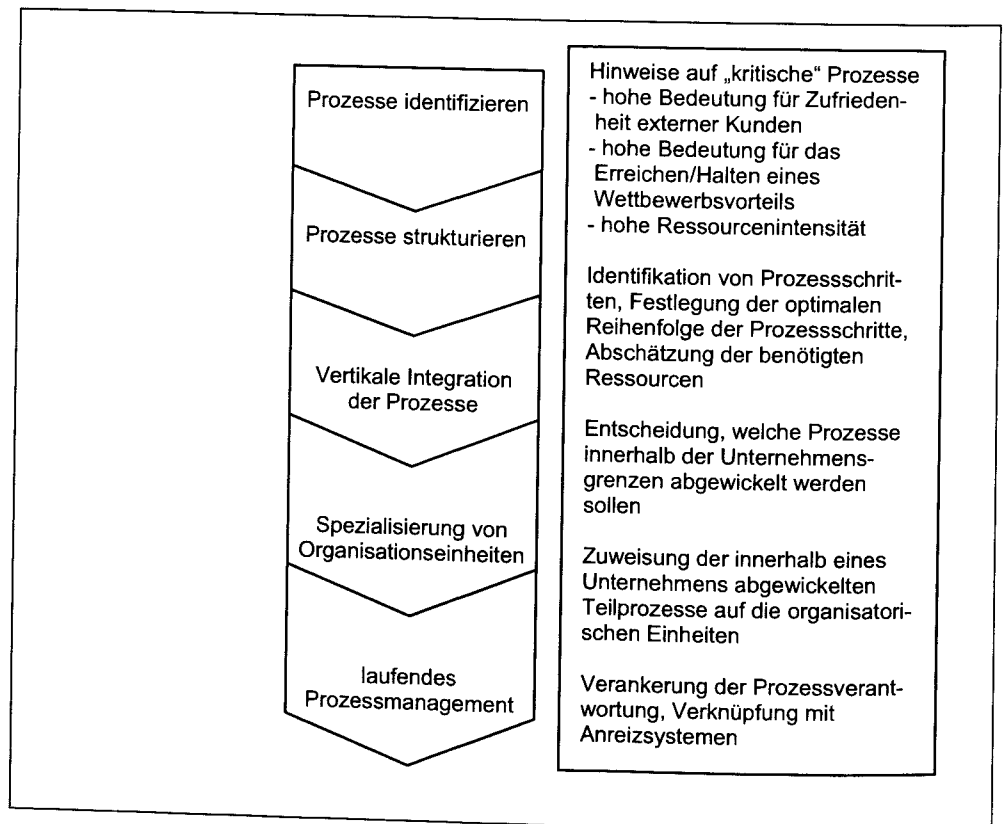 Prozesse identifizieren
Prozesse strukturieren
Vertikale Integration
der Prozesse
Spezialisierung von
Organisationseinheiten
laufendes
Prozessmanagement
Hinweise auf „kritische“ Prozesse
- hohe Bedeutung für Zufrieden-
heit externer Kunden
- hohe Bedeutung für das
Erreichen/Halten eines
Wettbewerbsvorteils
- hohe Ressourcenintensität
Identifikation von Prozessschrit-
ten, Festlegung der optimalen
Reihenfolge der Prozessschritte,
Abschätzung der benötigten
Ressourcen
Entscheidung, welche Prozesse
innerhalb der Unternehmens-
grenzen abgewickelt werden
sollen
Zuweisung der innerhalb eines
Unternehmens abgewickelten
Teilprozesse auf die organisatori-
schen Einheiten
Verankerung der Prozessverant-
wortung, Verknüpfung mit
Anreizsystemen